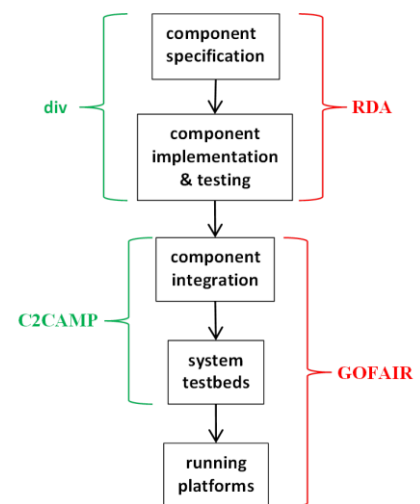 component
specification
div
RDA
component
implementation
& testing
component
integration
C2CAMP
system
testbeds
GOFAIR
running
platforms